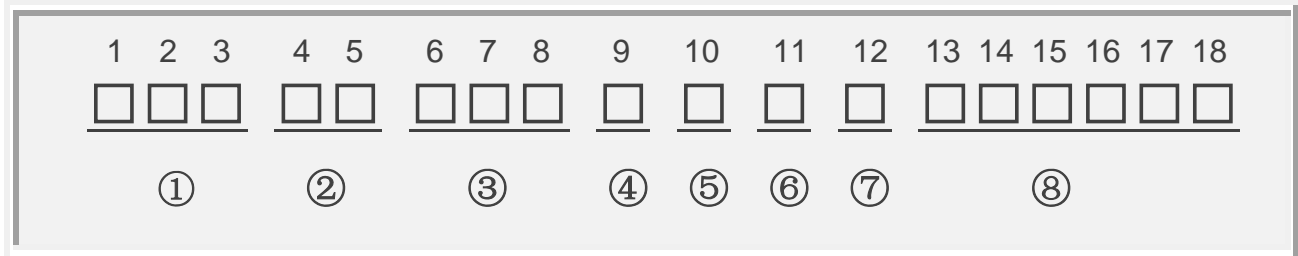 1 2 3 4 5 6 7 8 9 10 11 12 13 14 15 16 17 18
□□□ □□ □□□ □ □ □ □ □□□□□□
① ② ③ ④ ⑤ ⑥ ⑦ ⑧